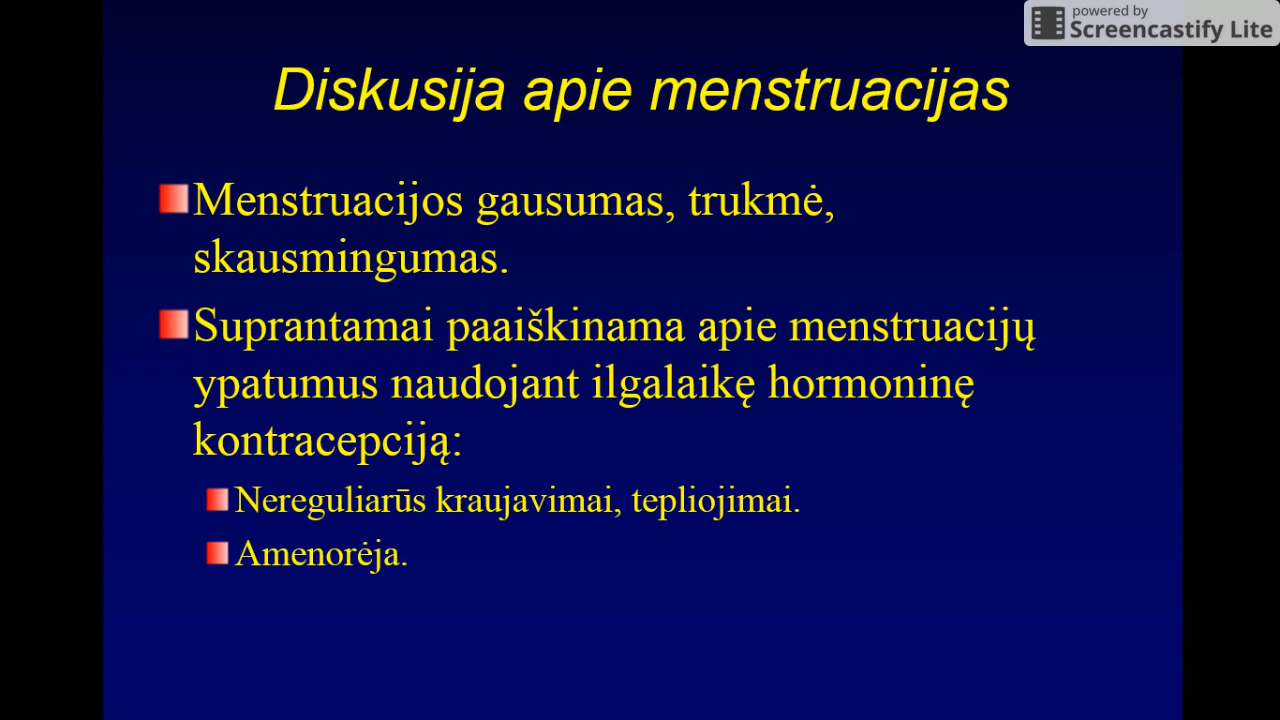 powered by
Screencastify Lite
Diskusija apie menstruacijas
Menstruacijos gausumas, trukmė,
skausmingumas.
Suprantamai paaiškinama apie menstruacijų
ypatumus naudojant ilgalaikę hormoninę
kontracepciją:
Nereguliarūs kraujavimai, tepliojimai.
Amenorėja.